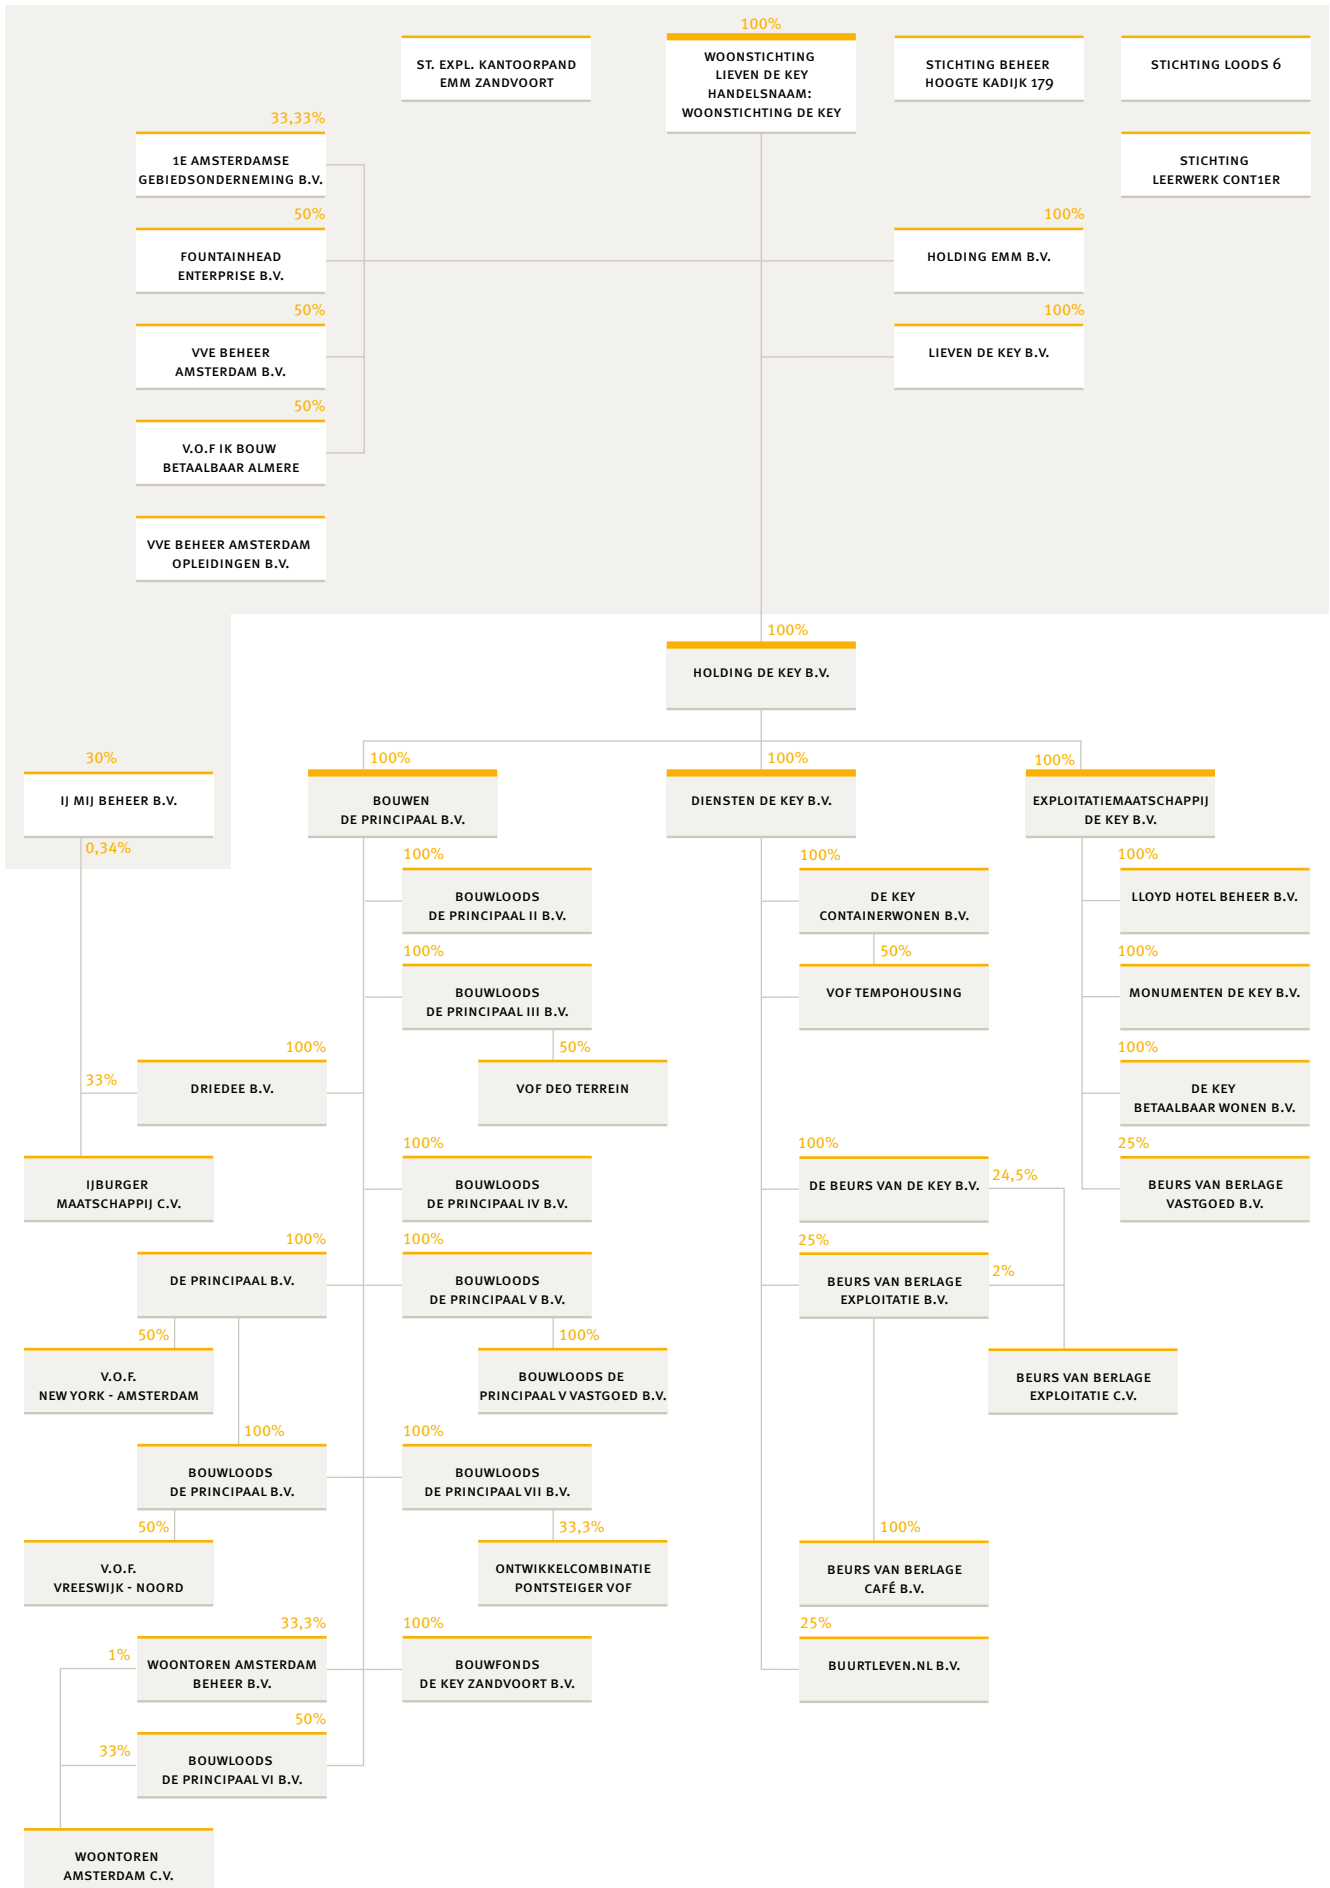 100%
ST. EXPL. KANTOORPAND
EMM ZANDVOORT
WOONSTICHTING
LIEVEN DE KEY
HANDELSNAAM:
WOONSTICHTING DE KEY
STICHTING BEHEER
HOOGTE KADIJK 179
STICHTING LOODS 6
33,33%
1E AMSTERDAMSE
GEBIEDSONDERNEMING B.V.
STICHTING
LEERWERK CONT1ER
50%
FOUNTAINHEAD
ENTERPRISE B.V.
100%
HOLDING EMM B.V.
50%
VVE BEHEER
AMSTERDAM B.V.
100%
LIEVEN DE KEY B.V.
50%
V.O.F IK BOUW
BETAALBAAR ALMERE
VVE BEHEER AMSTERDAM
OPLEIDINGEN B.V.
100%
HOLDING DE KEY B.V.
30%
IJ MIJ BEHEER B.V.
0,34%
100%
BOUWEN
DE PRINCIPAAL B.V.
100%
DIENSTEN DE KEY B.V.
100%
EXPLOITATIEMAATSCHAPPIJ
DE KEY B.V.
100%
BOUWLOODS
DE PRINCIPAAL II B.V.
100%
DE KEY
CONTAINERWONEN B.V.
100%
LLOYD HOTEL BEHEER B.V.
100%
BOUWLOODS
DE PRINCIPAAL III B.V.
50%
VOF TEMPOHOUSING
100%
MONUMENTEN DE KEY B.V.
33%
100%
DRIEDEE B.V.
50%
VOF DEO TERREIN
100%
DE KEY
BETAALBAAR WONEN B.V.
IJBURGER
MAATSCHAPPIJ C.V.
100%
BOUWLOODS
DE PRINCIPAAL IV B.V.
100%
DE BEURS VAN DE KEY B.V.
24,5%
25%
BEURS VAN BERLAGE
VASTGOED B.V.
100%
DE PRINCIPAAL B.V.
100%
BOUWLOODS
DE PRINCIPAAL V B.V.
25%
BEURS VAN BERLAGE
EXPLOITATIE B.V.
2%
50%
V.O.F.
NEW YORK - AMSTERDAM
100%
BOUWLOODS DE
PRINCIPAAL V VASTGOED B.V.
BEURS VAN BERLAGE
EXPLOITATIE C.V.
100%
BOUWLOODS
DE PRINCIPAAL B.V.
100%
BOUWLOODS
DE PRINCIPAAL VII B.V.
50%
V.O.F.
VREESWIJK - NOORD
33,3%
ONTWIKKELCOMBINATIE
PONTSTEIGER VOF
100%
BEURS VAN BERLAGE
CAFÉ B.V.
1%
33,3%
WOONTOREN AMSTERDAM
BEHEER B.V.
100%
BOUWFONDS
DE KEY ZANDVOORT B.V.
25%
BUURTLEVEN.NL B.V.
33%
50%
BOUWLOODS
DE PRINCIPAAL VI B.V.
WOONTOREN
AMSTERDAM C.V.